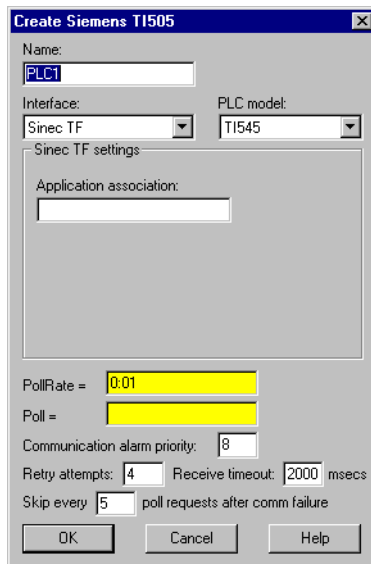 Create Siemens TI505
Name:
PLC1
Interface: PLC model:
Sinec TF TI545
Sinec TF settings
Application association:
PollRate = 0:01
Poll =
Communication alarm priority: 8
Retry attempts: 4 Receive timeout: 2000 msecs
Skip every 5 poll requests after comm failure
OK Cancel Help